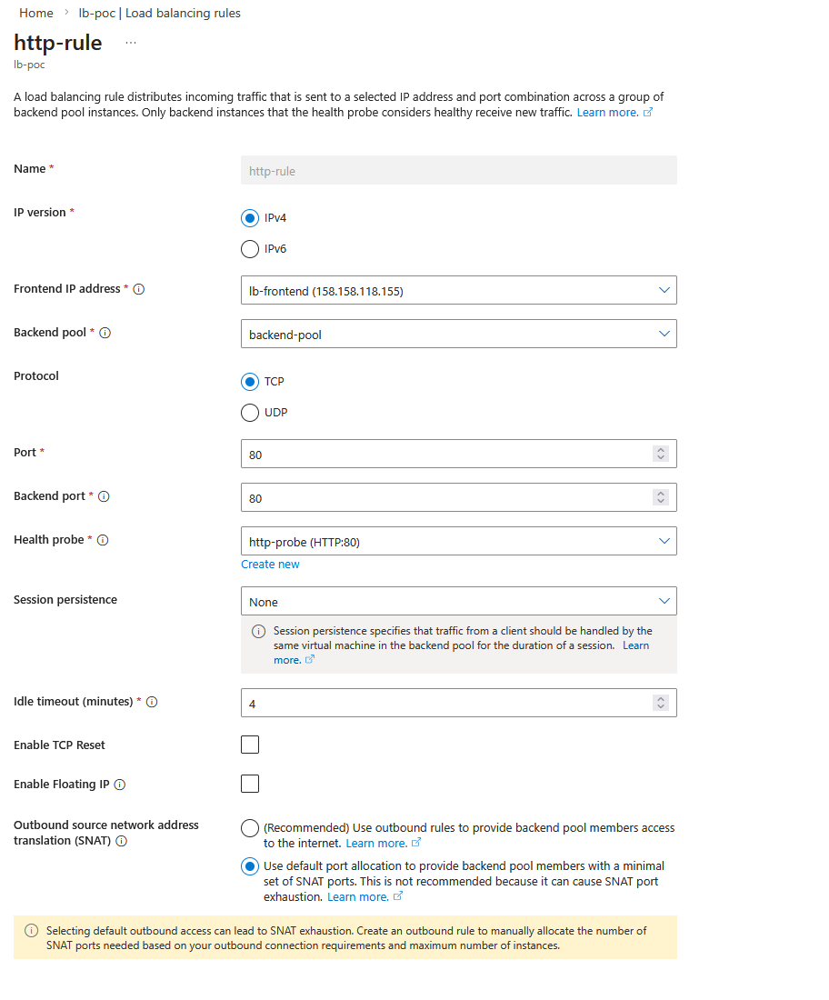 Home > lb-poc | Load balancing rules
http-rule ...
lb-poc
A load balancing rule distributes incoming traffic that is sent to a selected IP address and port combination across a group of
backend pool instances. Only backend instances that the health probe considers healthy receive new traffic. Learn more.
Name *
http-rule
IP version *
IPv4
IPv6
Frontend IP address *
lb-frontend (158.158.118.155)
Backend pool *
backend-pool
Protocol
TCP
UDP
Port *
80
Backend port *
80
Health probe *
http-probe (HTTP:80)
Create new
Session persistence
None
Session persistence specifies that traffic from a client should be handled by the
same virtual machine in the backend pool for the duration of a session. Learn
more.
Idle timeout (minutes) *
4
Enable TCP Reset
Enable Floating IP
Outbound source network address
translation (SNAT)
(Recommended) Use outbound rules to provide backend pool members access
to the internet. Learn more.
Use default port allocation to provide backend pool members with a minimal
set of SNAT ports. This is not recommended because it can cause SNAT port
exhaustion. Learn more.
Selecting default outbound access can lead to SNAT exhaustion. Create an outbound rule to manually allocate the number of
SNAT ports needed based on your outbound connection requirements and maximum number of instances.